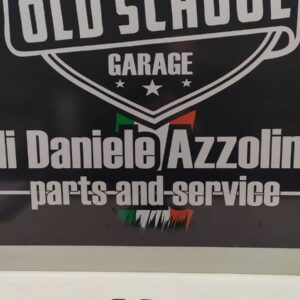 OLD SCHOOL
GARAGE
di Daniele Azzolin
parts and service